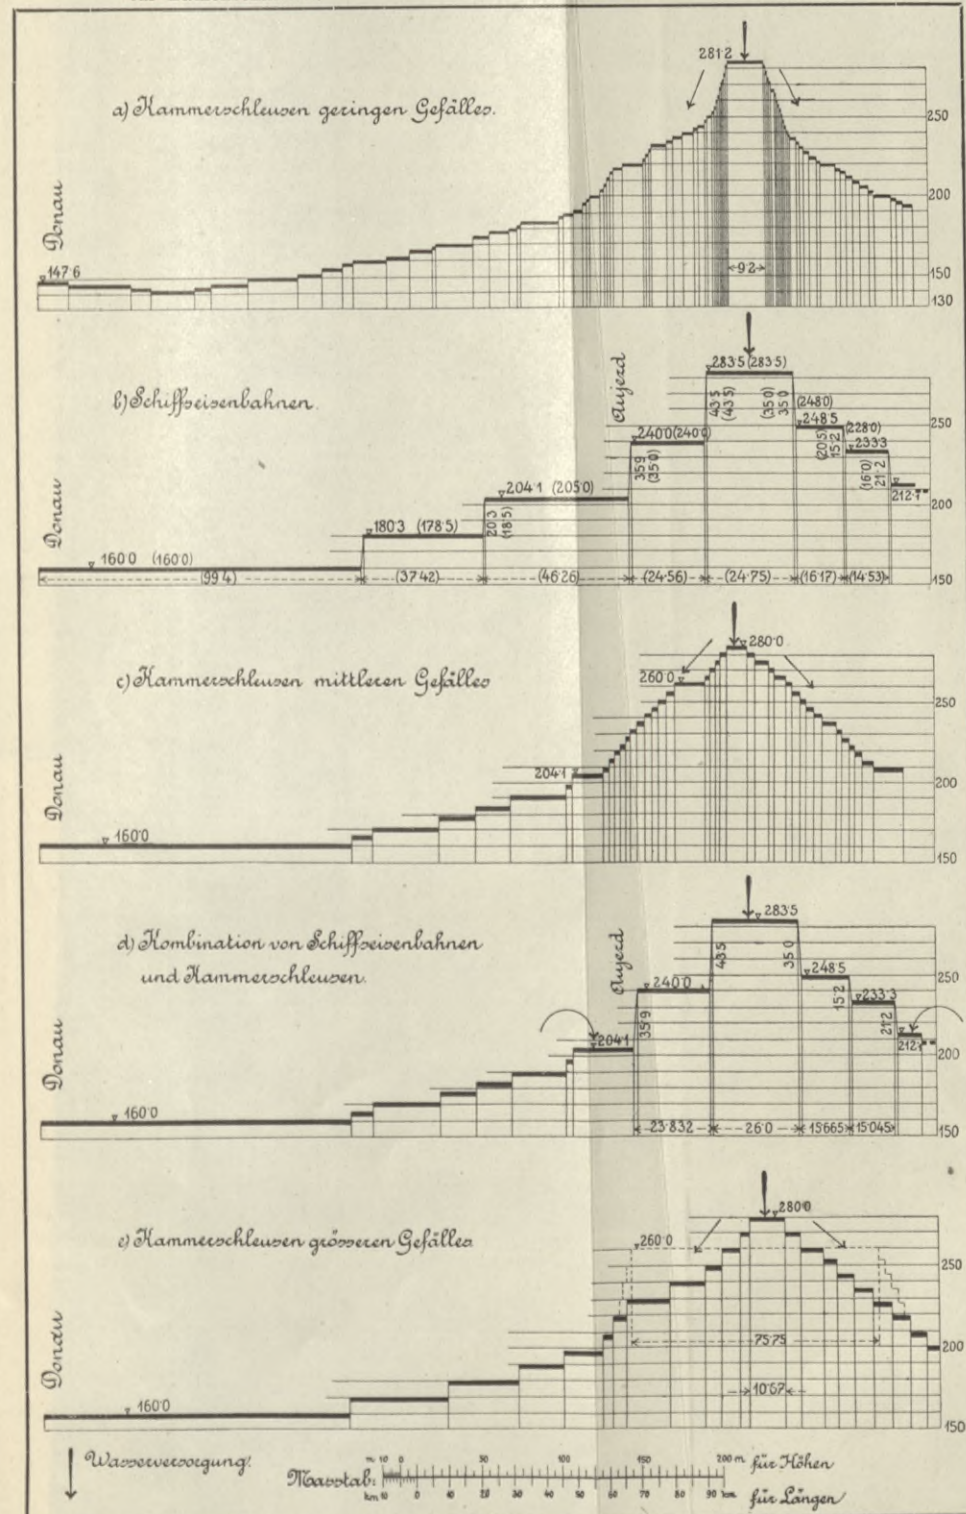 a) Kammerschleusen geringen Gefälles.
Donau
147·6
281·2
9·2
250
200
150
130
b) Schiffseisenbahnen.
Donau
Aujezd
160·0 (160·0)
180·3 (178·5)
204·1 (205·0)
20·3 (18·5)
240·0 (240·0)
35·9 (35·0)
283·5 (283·5)
43·5 (43·5)
(35·0) 35·0
(248·0)
248·5
(20·5) 15·2
(228·0)
233·3
(16·0) 21·2
212·1
(99·4) (37·42) (46·26) (24·56) (24·75) (16·17) (14·53)
250
200
150
c) Kammerschleusen mittleren Gefälles
Donau
160·0
204·1
260·0
280·0
250
200
150
d) Kombination von Schiffseisenbahnen
und Kammerschleusen.
Donau
Aujezd
160·0
204·1
35·9
240·0
43·5
283·5
35·0
248·5
15·2
233·3
21·2
212·1
23·832 26·0 15·665 15·045
250
200
150
e) Kammerschleusen grösseren Gefälles
Donau
160·0
260·0
280·0
75·75
10·57
250
200
150
Wasserversorgung.
Masstab:
m 10 0 50 100 150 200 m für Höhen
km 10 0 10 20 30 40 50 60 70 80 90 km für Längen